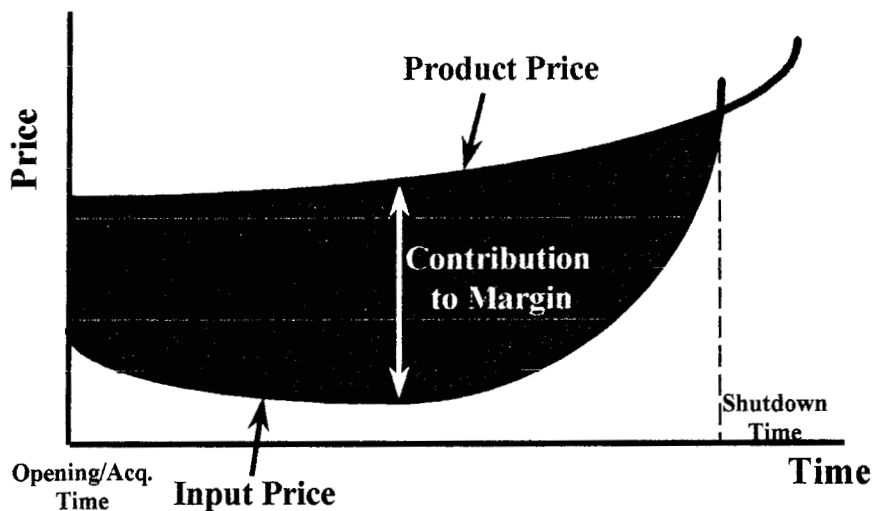 Product Price
Price
Contribution
to Margin
Shutdown
Time
Opening/Acq.
Time
Input Price
Time